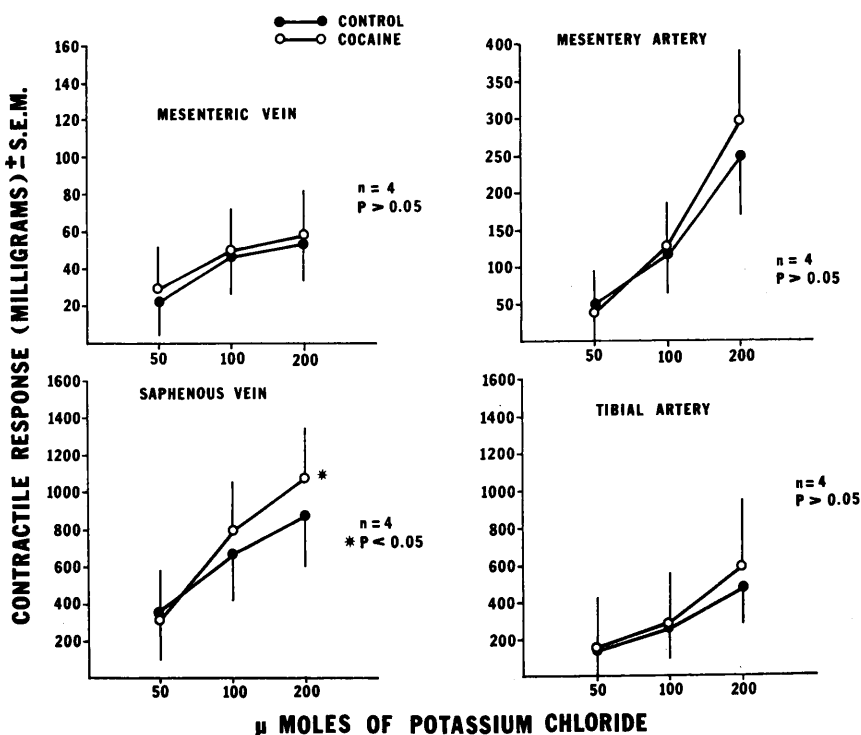 CONTROL
COCAINE
CONTRACTILE RESPONSE (MILLIGRAMS) ± S.E.M.
160
140
120
100
80
60
40
20
MESENTERIC VEIN
n = 4
P > 0.05
50 100 200
MESENTERY ARTERY
400
350
300
250
200
150
100
50
n = 4
P > 0.05
50 100 200
SAPHENOUS VEIN
1600
1400
1200
1000
800
600
400
200
*
n = 4
* P < 0.05
50 100 200
TIBIAL ARTERY
1600
1400
1200
1000
800
600
400
200
n = 4
P > 0.05
50 100 200
µ MOLES OF POTASSIUM CHLORIDE